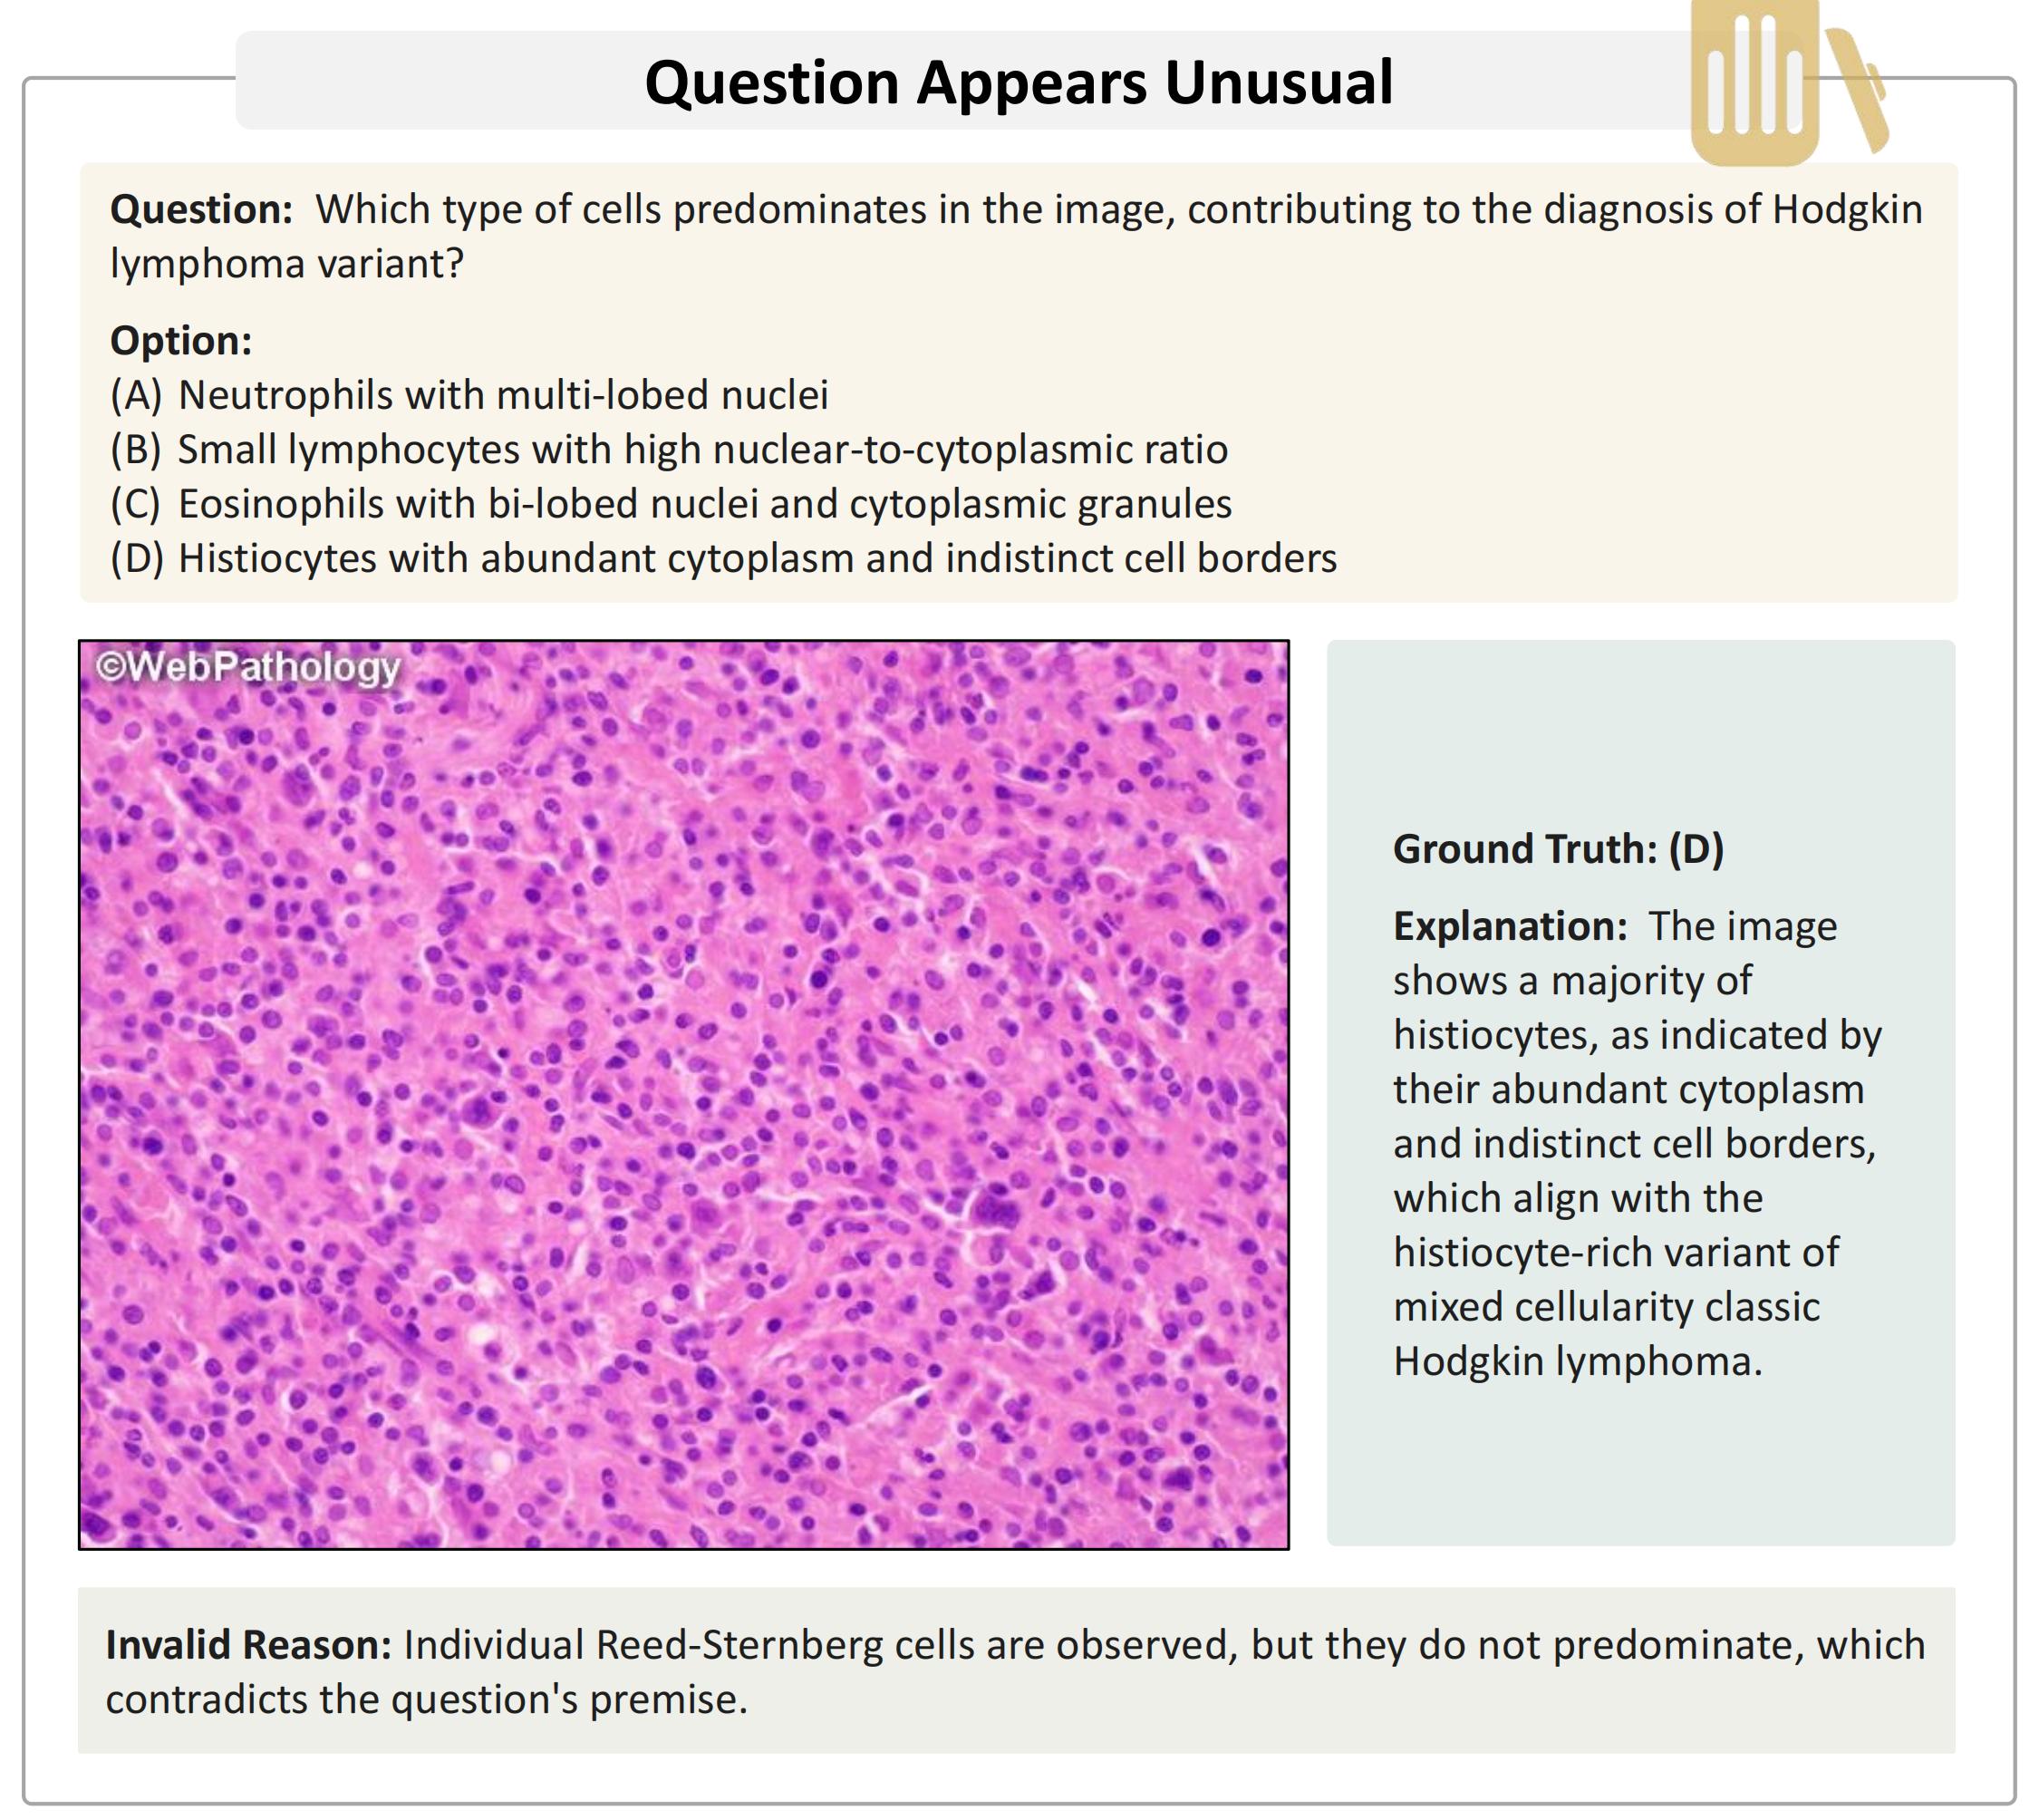 Question Appears Unusual
Question: Which type of cells predominates in the image, contributing to the diagnosis of Hodgkin
lymphoma variant?
Option:
(A) Neutrophils with multi-lobed nuclei
(B) Small lymphocytes with high nuclear-to-cytoplasmic ratio
(C) Eosinophils with bi-lobed nuclei and cytoplasmic granules
(D) Histiocytes with abundant cytoplasm and indistinct cell borders
©WebPathology
Ground Truth: (D)
Explanation: The image
shows a majority of
histiocytes, as indicated by
their abundant cytoplasm
and indistinct cell borders,
which align with the
histiocyte-rich variant of
mixed cellularity classic
Hodgkin lymphoma.
Invalid Reason: Individual Reed-Sternberg cells are observed, but they do not predominate, which
contradicts the question's premise.